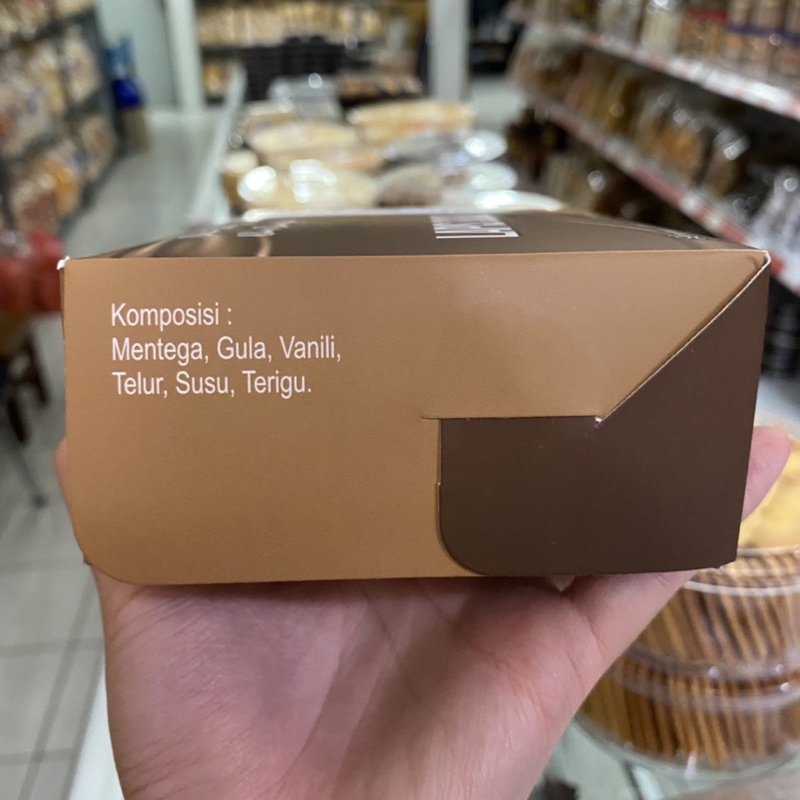 Komposisi :
Mentega, Gula, Vanili,
Telur, Susu, Terigu.